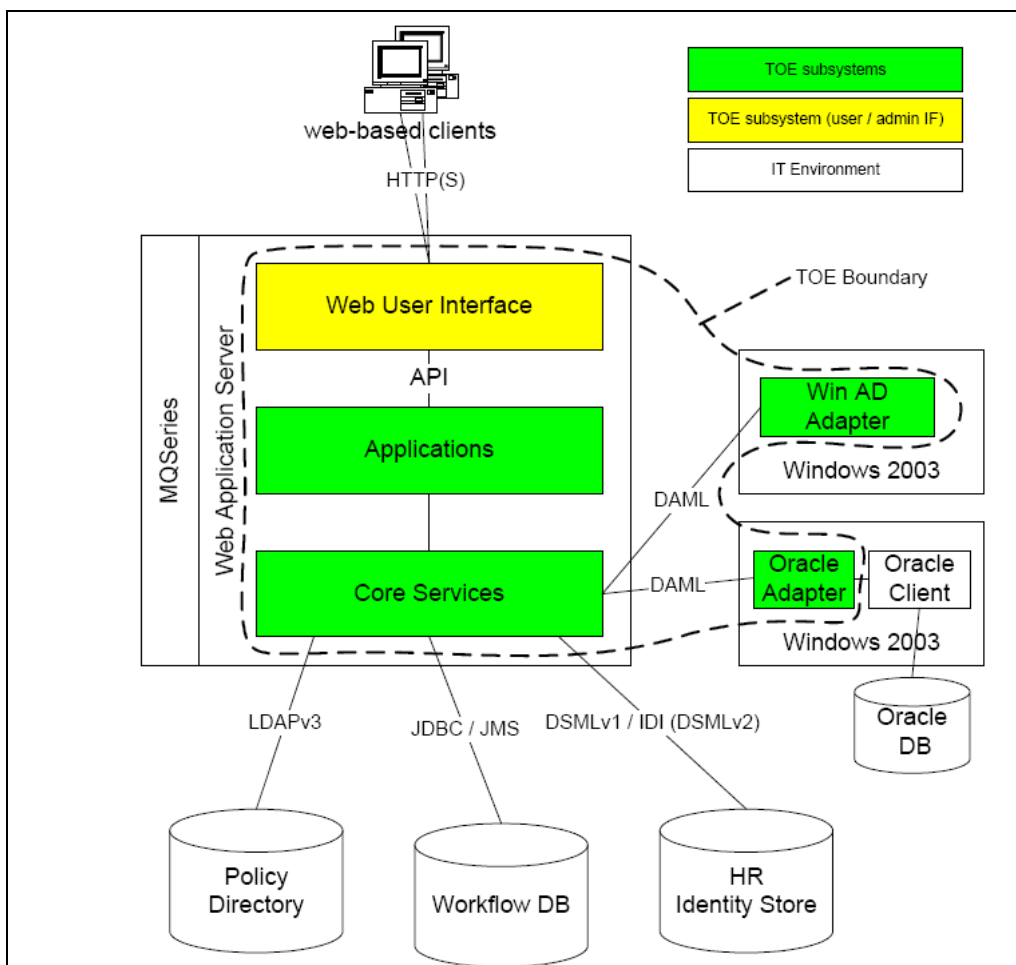 TOE subsystems
TOE subsystem (user / admin IF)
IT Environment
web-based clients
HTTP(S)
TOE Boundary
MQSeries
Web Application Server
Web User Interface
API
Applications
Core Services
Win AD
Adapter
Windows 2003
DAML
DAML
Oracle
Adapter
Oracle
Client
Windows 2003
Oracle
DB
LDAPv3
JDBC / JMS
DSMLv1 / IDI (DSMLv2)
Policy
Directory
Workflow DB
HR
Identity Store